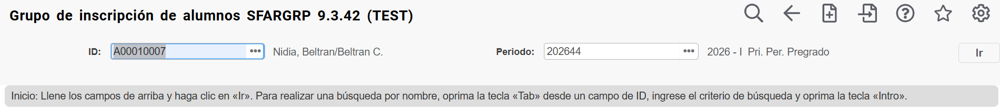 Grupo de inscripción de alumnos SFARGRP 9.3.42 (TEST)
ID: A00010007 ••• Nidia, Beltran/Beltran C. Periodo: 202644 ••• 2026 - I Pri. Per. Pregrado Ir
Inicio: Llene los campos de arriba y haga clic en «Ir». Para realizar una búsqueda por nombre, oprima la tecla «Tab» desde un campo de ID, ingrese el criterio de búsqueda y oprima la tecla «Intro».